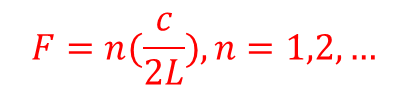 F = n(c/2L), n = 1,2, ...